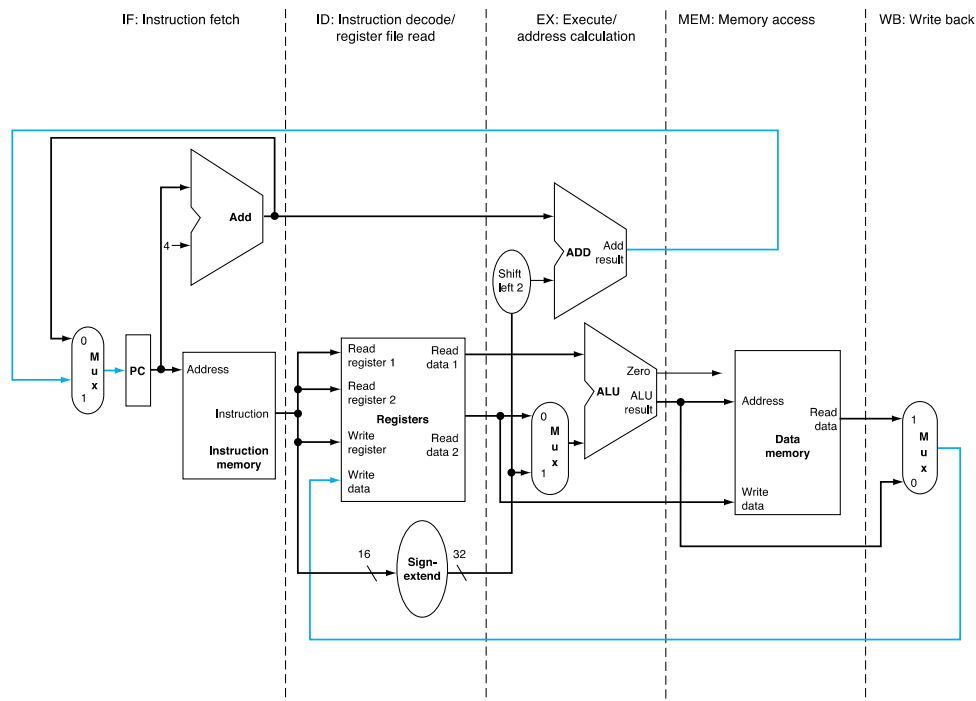 IF: Instruction fetch
ID: Instruction decode/
register file read
EX: Execute/
address calculation
MEM: Memory access
WB: Write back
Add
4
ADD
Add
result
Shift
left 2
0
M
u
x
1
PC
Address
Instruction
Instruction
memory
Read
register 1
Read
register 2
Registers
Write
register
Write
data
Read
data 1
Read
data 2
0
M
u
x
1
Zero
ALU
ALU
result
Address
Read
data
Data
memory
Write
data
1
M
u
x
0
16
Sign-
extend
32